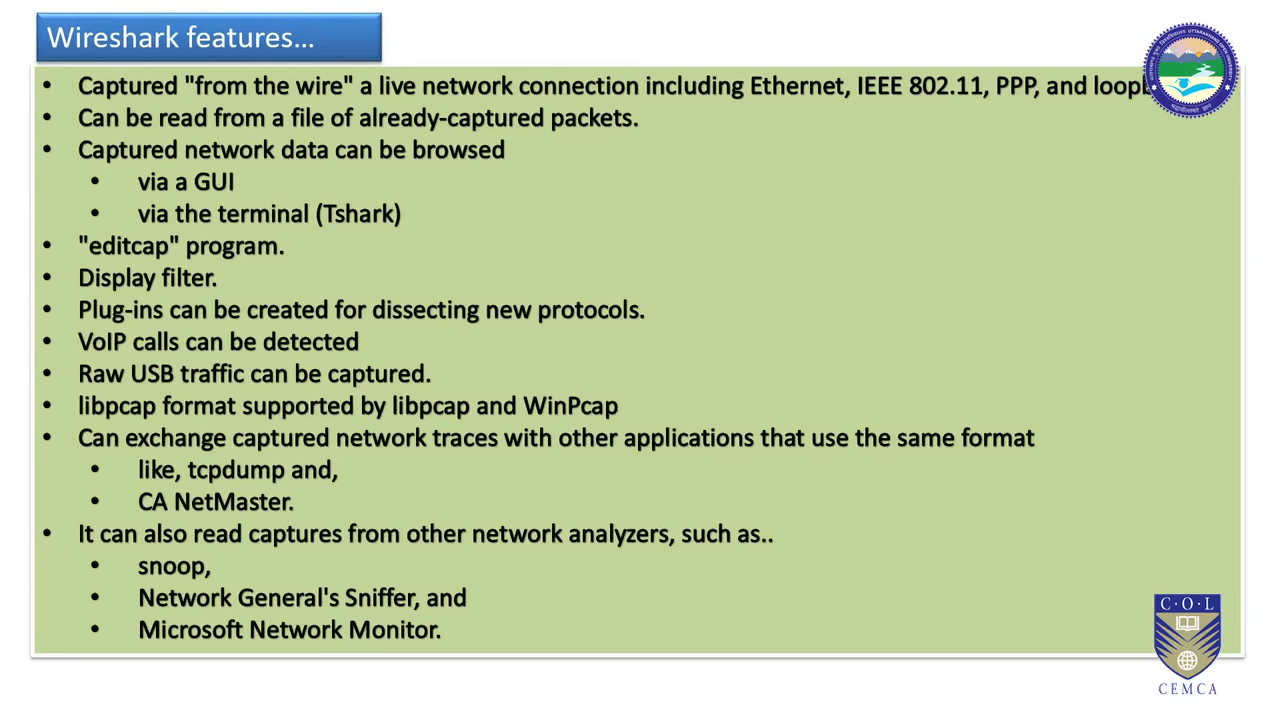 Wireshark features...
• Captured "from the wire" a live network connection including Ethernet, IEEE 802.11, PPP, and
• Can be read from a file of already-captured packets.
• Captured network data can be browsed
• via a GUI
• via the terminal (Tshark)
• "editcap" program.
• Display filter.
• Plug-ins can be created for dissecting new protocols.
• VoIP calls can be detected
• Raw USB traffic can be captured.
• libpcap format supported by libpcap and WinPcap
• Can exchange captured network traces with other applications that use the same format
• like, tcpdump and,
• CA NetMaster.
• It can also read captures from other network analyzers, such as..
• snoop,
• Network General's Sniffer, and
• Microsoft Network Monitor.
UTTARAKHAND OPEN UNIVERSITY
C·O·L
CEMCA